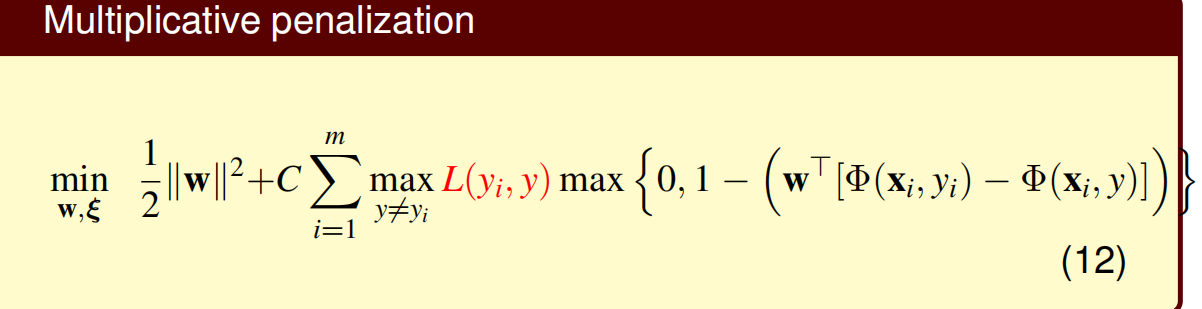 Multiplicative penalization
min_{w,ξ} 1/2 ‖w‖² + C ∑_{i=1}^{m} max_{y≠y_i} L(y_i, y) max {0, 1 − (w^⊤[Φ(x_i, y_i) − Φ(x_i, y)])}
(12)